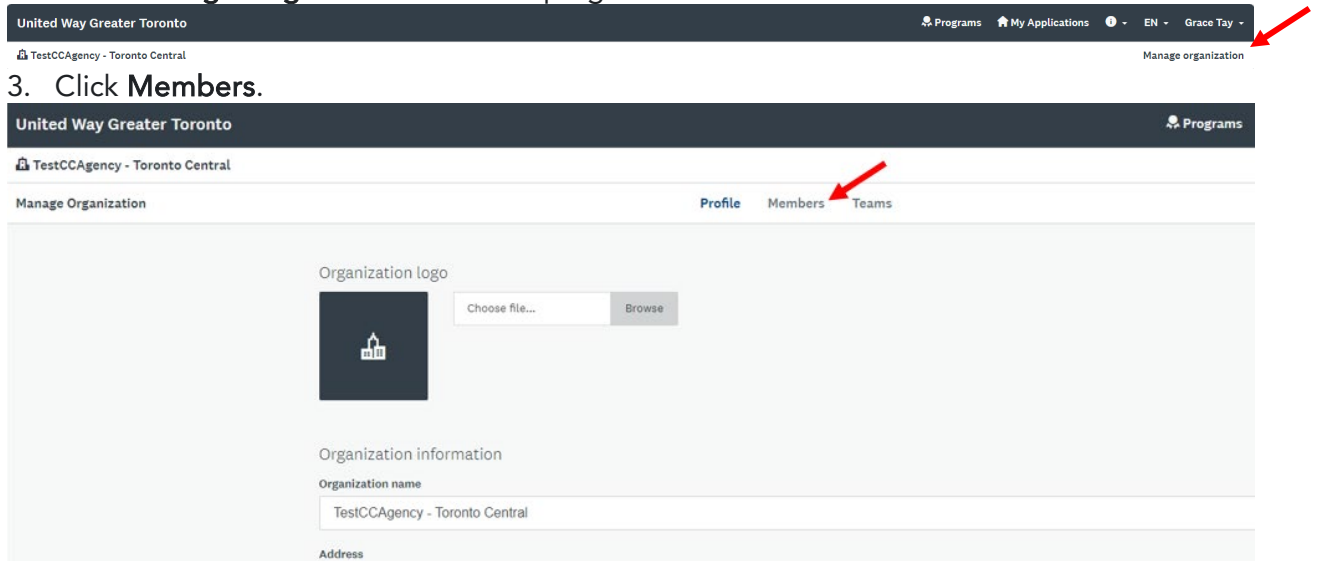 United Way Greater Toronto Programs My Applications EN Grace Tay
TestCCAgency - Toronto Central Manage organization
3. Click Members.
United Way Greater Toronto Programs
TestCCAgency - Toronto Central
Manage Organization Profile Members Teams
Organization logo
Choose file... Browse
Organization information
Organization name
TestCCAgency - Toronto Central
Address